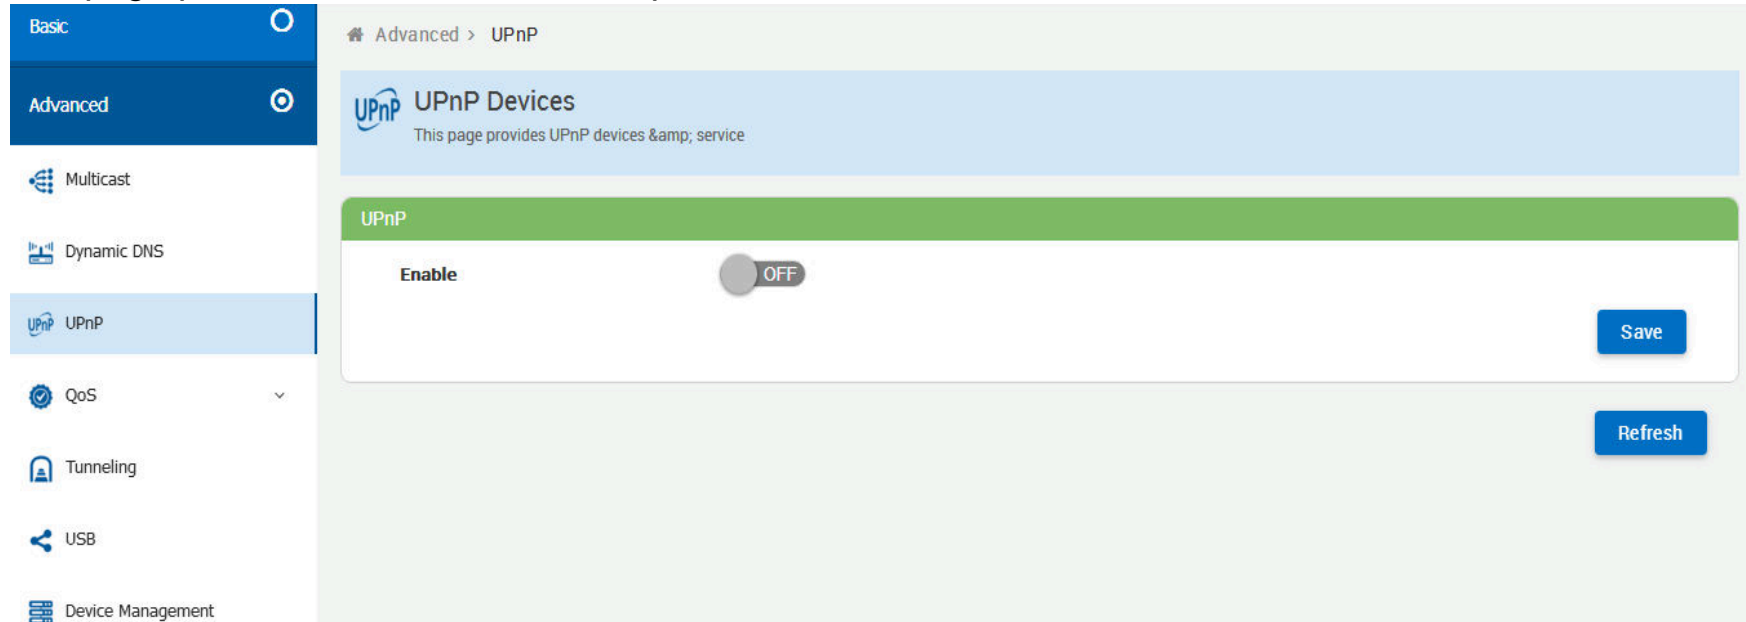 Basic
Advanced
Multicast
Dynamic DNS
UPnP UPnP
QoS
Tunneling
USB
Device Management
Advanced > UPnP
UPnP UPnP Devices
This page provides UPnP devices &amp; service
UPnP
Enable OFF
Save
Refresh